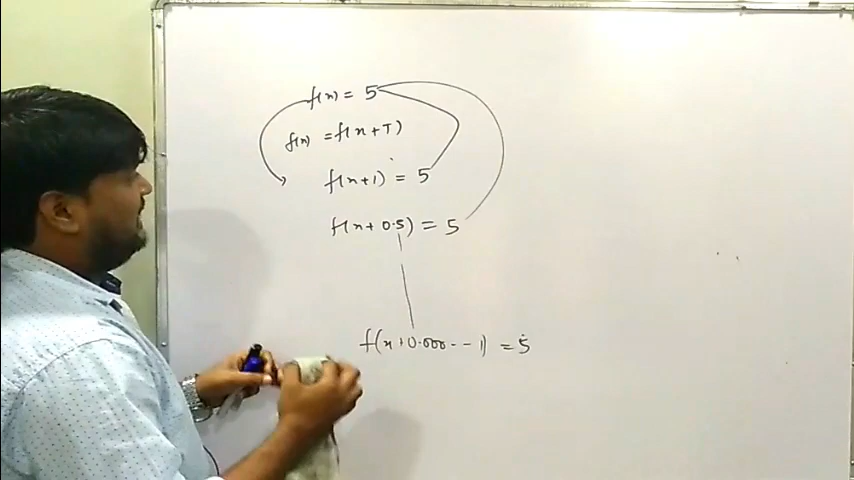 f(x) = 5
f(x) = f(x+T)
f(x+1) = 5
f(x+0.5) = 5
f(x+0.000---1) = 5